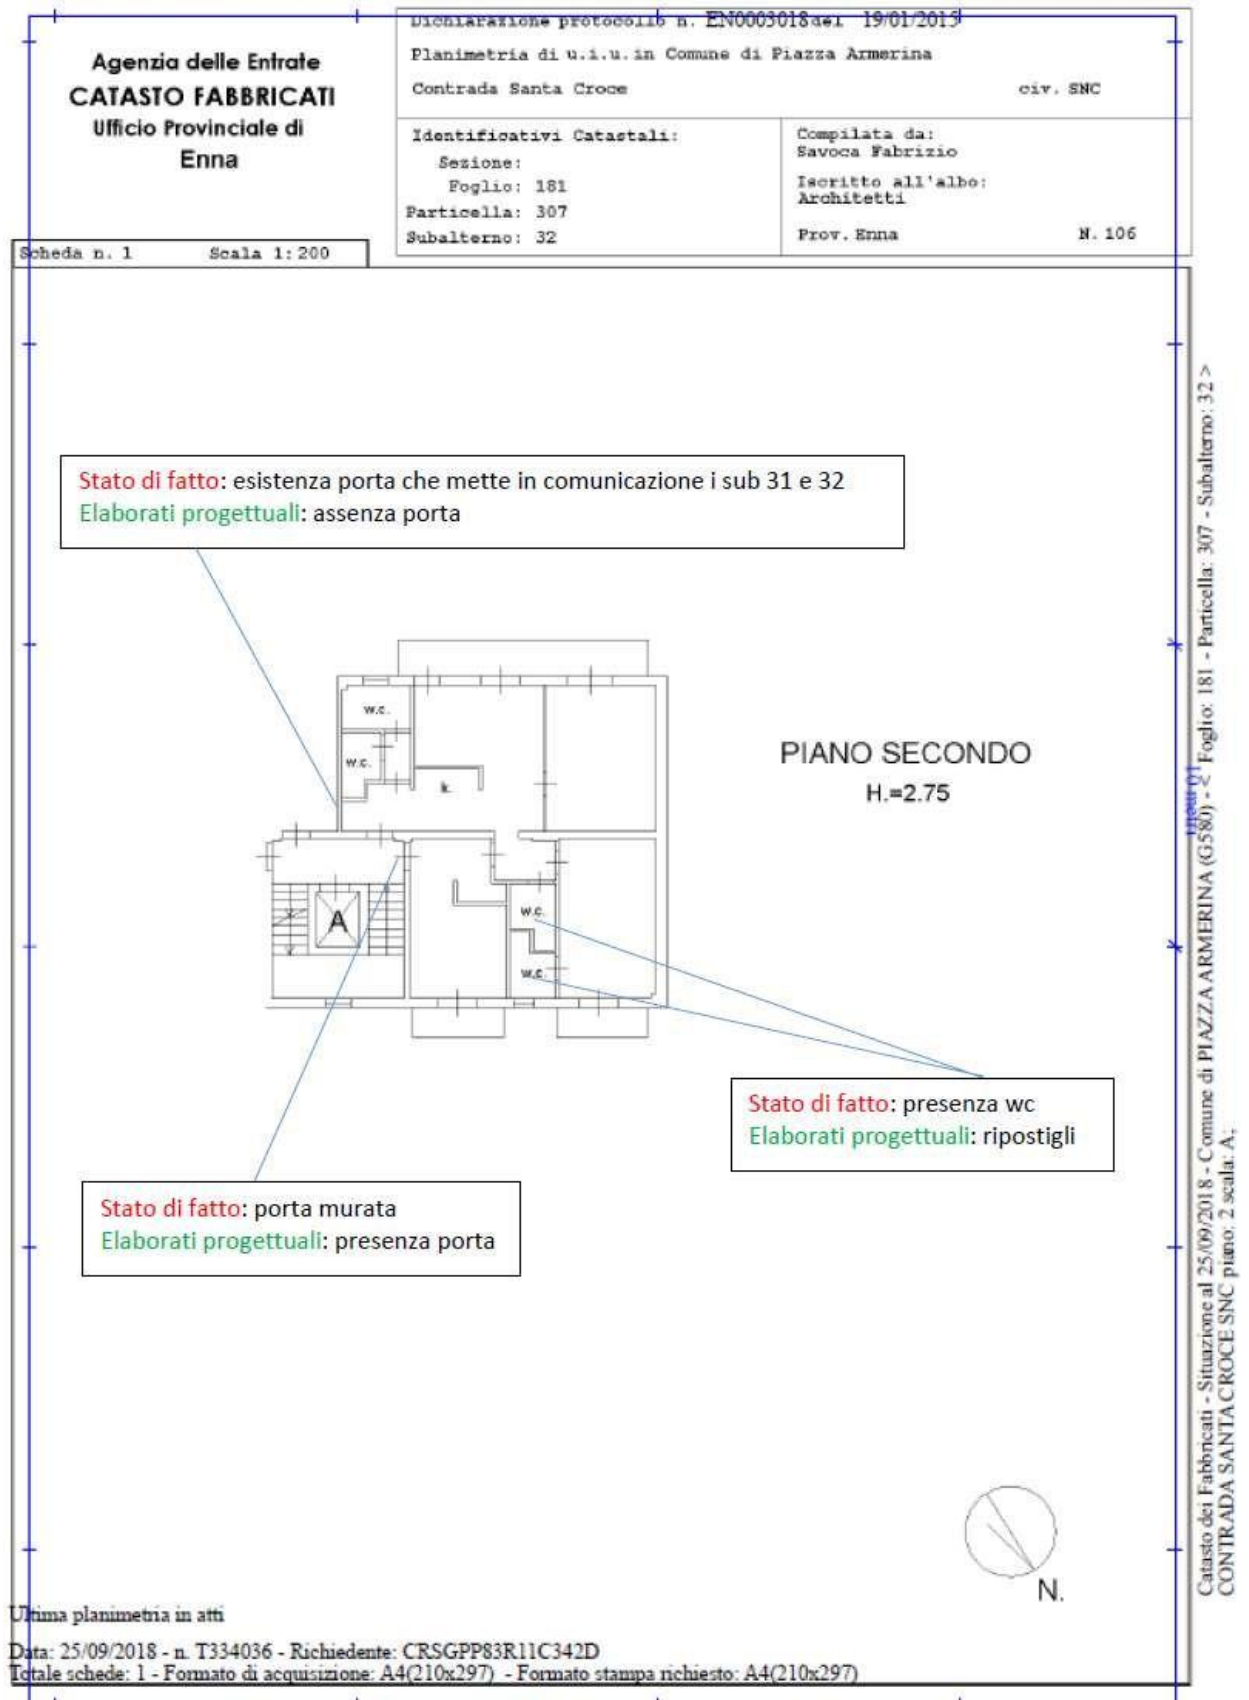 Agenzia delle Entrate
CATASTO FABBRICATI
Ufficio Provinciale di
Enna
Dichiarazione protocollo n. EN0003018 del 19/01/2015
Planimetria di u.i.u. in Comune di Piazza Armerina
Contrada Santa Croce civ. SNC
Identificativi Catastali:
Sezione:
Foglio: 181
Particella: 307
Subalterno: 32
Compilata da:
Savoca Fabrizio
Iscritto all'albo:
Architetti
Prov. Enna N. 106
Scheda n. 1 Scala 1:200
Stato di fatto: esistenza porta che mette in comunicazione i sub 31 e 32
Elaborati progettuali: assenza porta
w.c.
w.c.
k.
PIANO SECONDO
H.=2.75
A
w.c.
w.c.
Stato di fatto: presenza wc
Elaborati progettuali: ripostigli
Stato di fatto: porta murata
Elaborati progettuali: presenza porta
N.
10 metri
Catasto dei Fabbricati - Situazione al 25/09/2018 - Comune di PIAZZA ARMERINA (G580) - < Foglio: 181 - Particella: 307 - Subalterno: 32 >
CONTRADA SANTA CROCE SNC piano: 2 scala: A;
Ultima planimetria in atti
Data: 25/09/2018 - n. T334036 - Richiedente: CRSGPP83R11C342D
Totale schede: 1 - Formato di acquisizione: A4(210x297) - Formato stampa richiesto: A4(210x297)